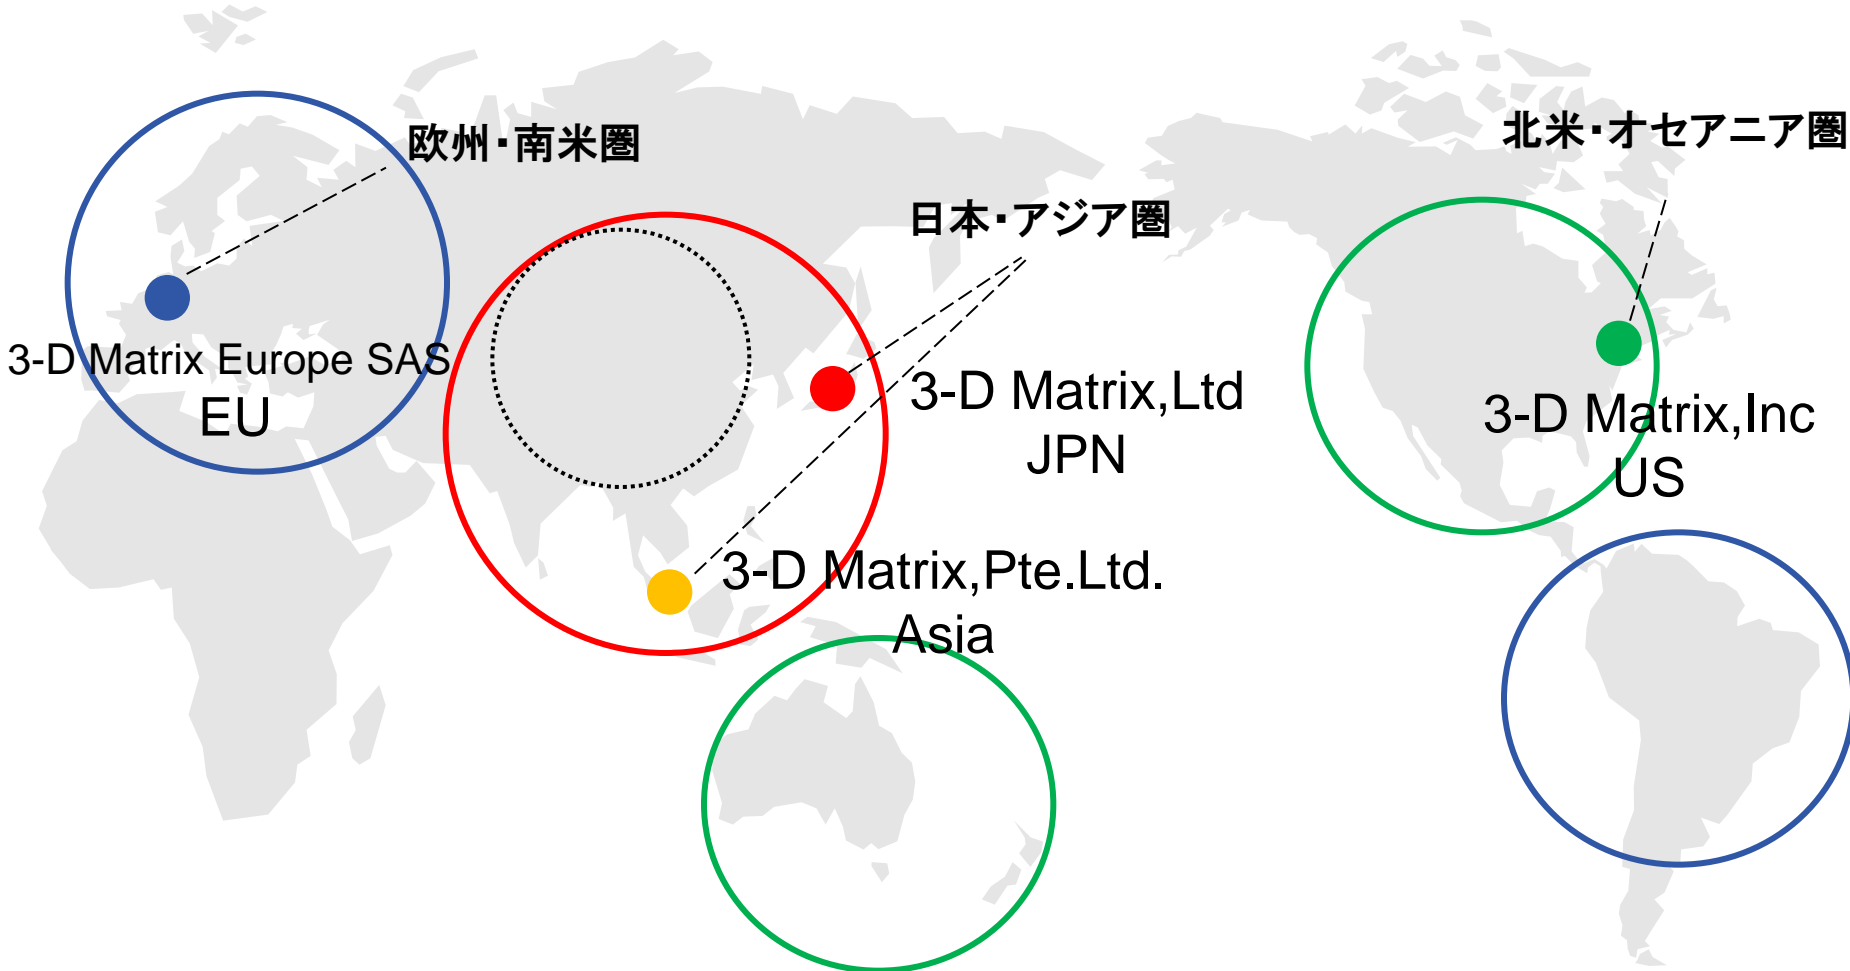 北米・オセアニア圏
欧州・南米圏
日本・アジア圏
3-D Matrix Europe SAS
EU
3-D Matrix,Ltd
JPN
3-D Matrix,Inc
US
3-D Matrix,Pte.Ltd.
Asia